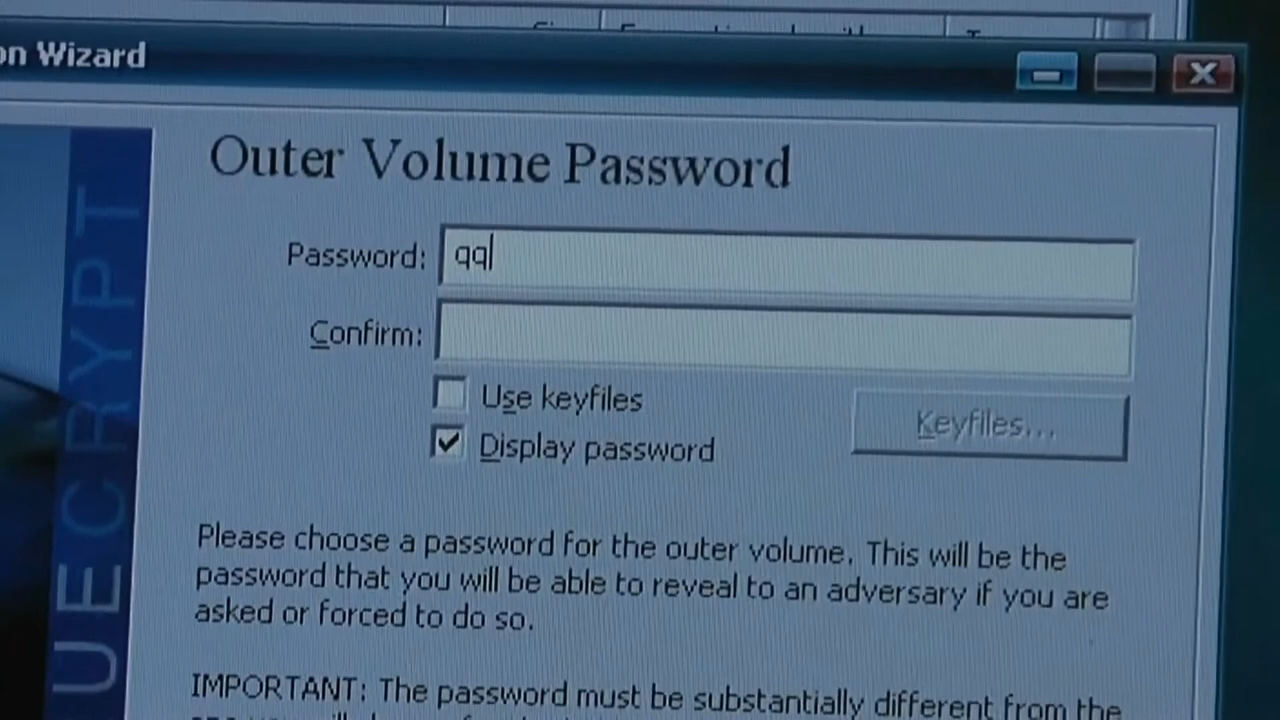 on Wizard
Outer Volume Password
Password: qq
Confirm:
Use keyfiles
Keyfiles...
Display password
Please choose a password for the outer volume. This will be the
password that you will be able to reveal to an adversary if you are
asked or forced to do so.
IMPORTANT: The password must be substantially different from the
UECRYPT